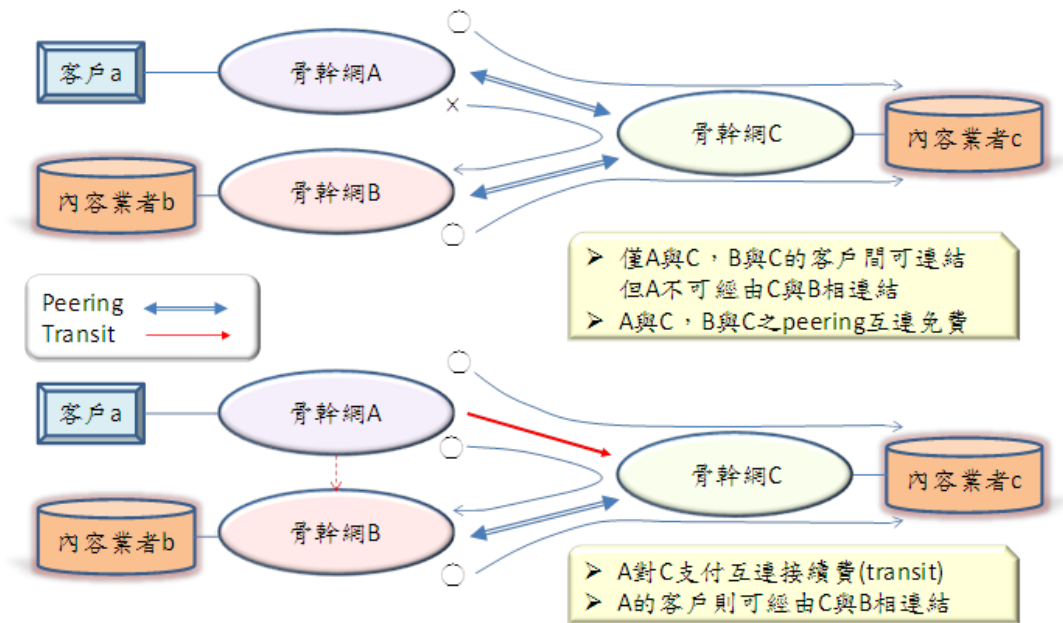 客戶a
骨幹網A
×
骨幹網C
內容業者c
內容業者b
骨幹網B
➤ 僅A與C，B與C的客戶間可連結
但A不可經由C與B相連結
➤ A與C，B與C之peering互連免費
Peering
Transit
客戶a
骨幹網A
骨幹網C
內容業者c
內容業者b
骨幹網B
➤ A對C支付互連接續費(transit)
➤ A的客戶則可經由C與B相連結